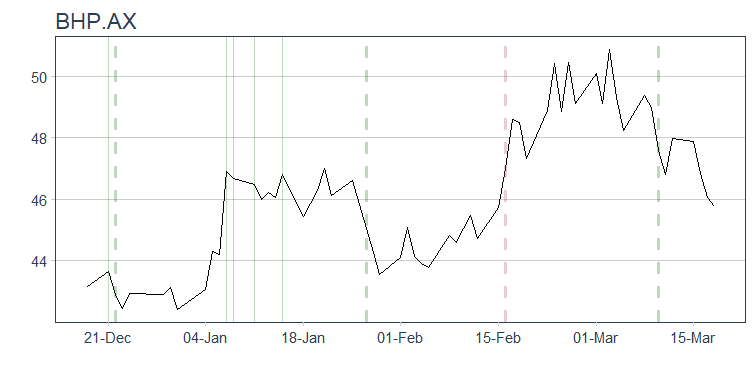 BHP.AX
50
48
46
44
21-Dec
04-Jan
18-Jan
01-Feb
15-Feb
01-Mar
15-Mar